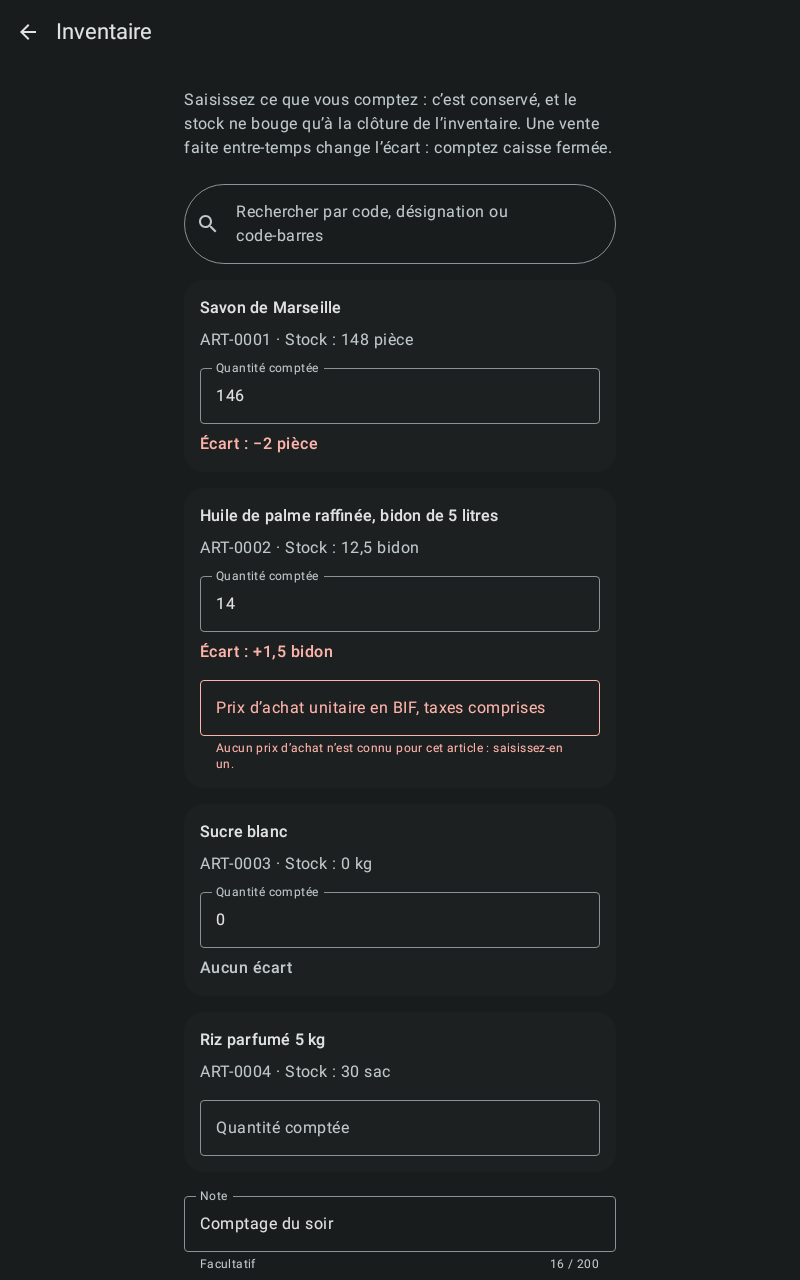 Inventaire
Saisissez ce que vous comptez : c’est conservé, et le
stock ne bouge qu’à la clôture de l’inventaire. Une vente
faite entre-temps change l’écart : comptez caisse fermée.
Rechercher par code, désignation ou
code-barres
Savon de Marseille
ART-0001 · Stock : 148 pièce
Quantité comptée
146
Écart : −2 pièce
Huile de palme raffinée, bidon de 5 litres
ART-0002 · Stock : 12,5 bidon
Quantité comptée
14
Écart : +1,5 bidon
Prix d’achat unitaire en BIF, taxes comprises
Aucun prix d’achat n’est connu pour cet article : saisissez-en
un.
Sucre blanc
ART-0003 · Stock : 0 kg
Quantité comptée
0
Aucun écart
Riz parfumé 5 kg
ART-0004 · Stock : 30 sac
Quantité comptée
Note
Comptage du soir
Facultatif 16 / 200